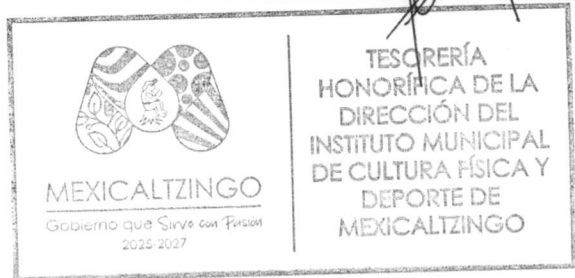 MEXICALTZINGO
Gobierno que Sirve con Pasión
2025-2027
TESORERÍA
HONORÍFICA DE LA
DIRECCIÓN DEL
INSTITUTO MUNICIPAL
DE CULTURA FÍSICA Y
DEPORTE DE
MEXICALTZINGO